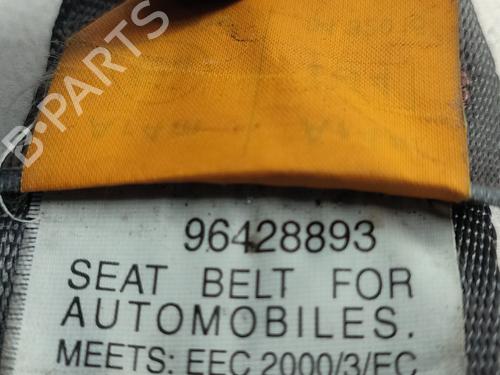 B-PARTS
96428893
SEAT BELT FOR
AUTOMOBILES.
MEETS: EEC 2000/3/EC